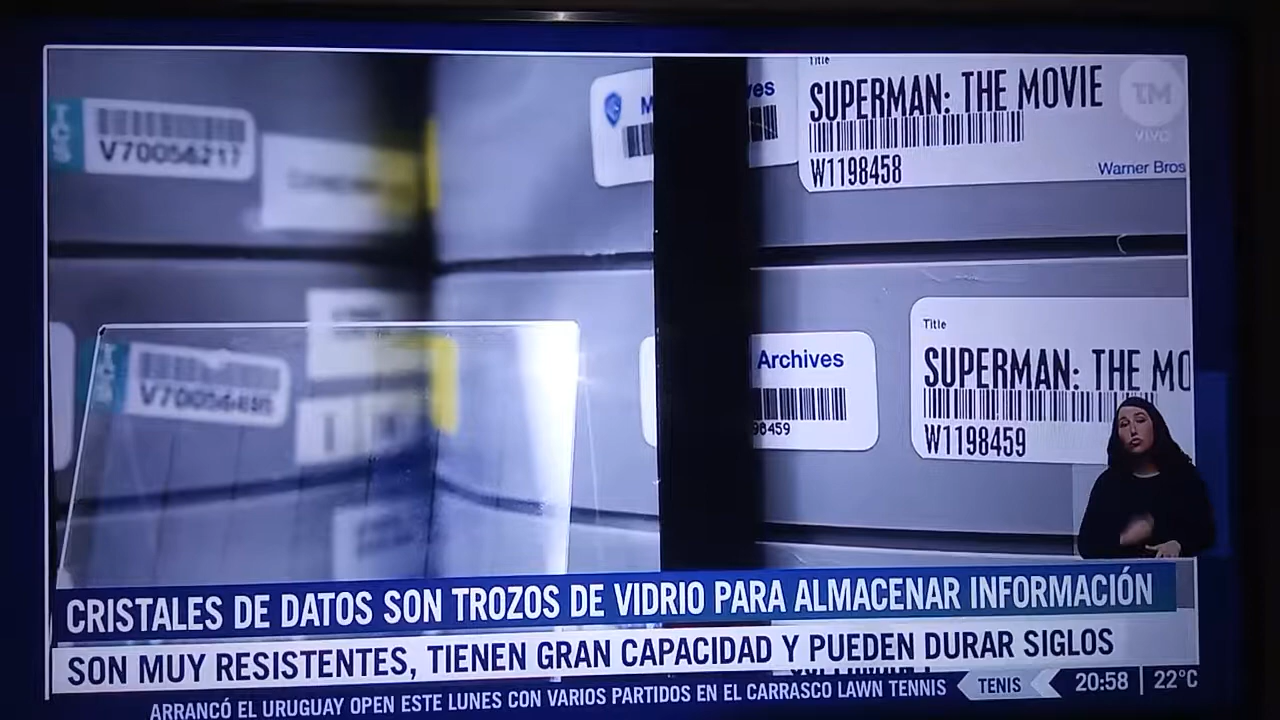 TCS
V70056217
M
ves
Title
SUPERMAN: THE MOVIE
W1198458
Warner Bros
TM
VIVO
V70056495
Archives
98459
Title
SUPERMAN: THE MO
W1198459
CRISTALES DE DATOS SON TROZOS DE VIDRIO PARA ALMACENAR INFORMACIÓN
SON MUY RESISTENTES, TIENEN GRAN CAPACIDAD Y PUEDEN DURAR SIGLOS
ARRANCÓ EL URUGUAY OPEN ESTE LUNES CON VARIOS PARTIDOS EN EL CARRASCO LAWN TENNIS
TENIS
20:58
22°C